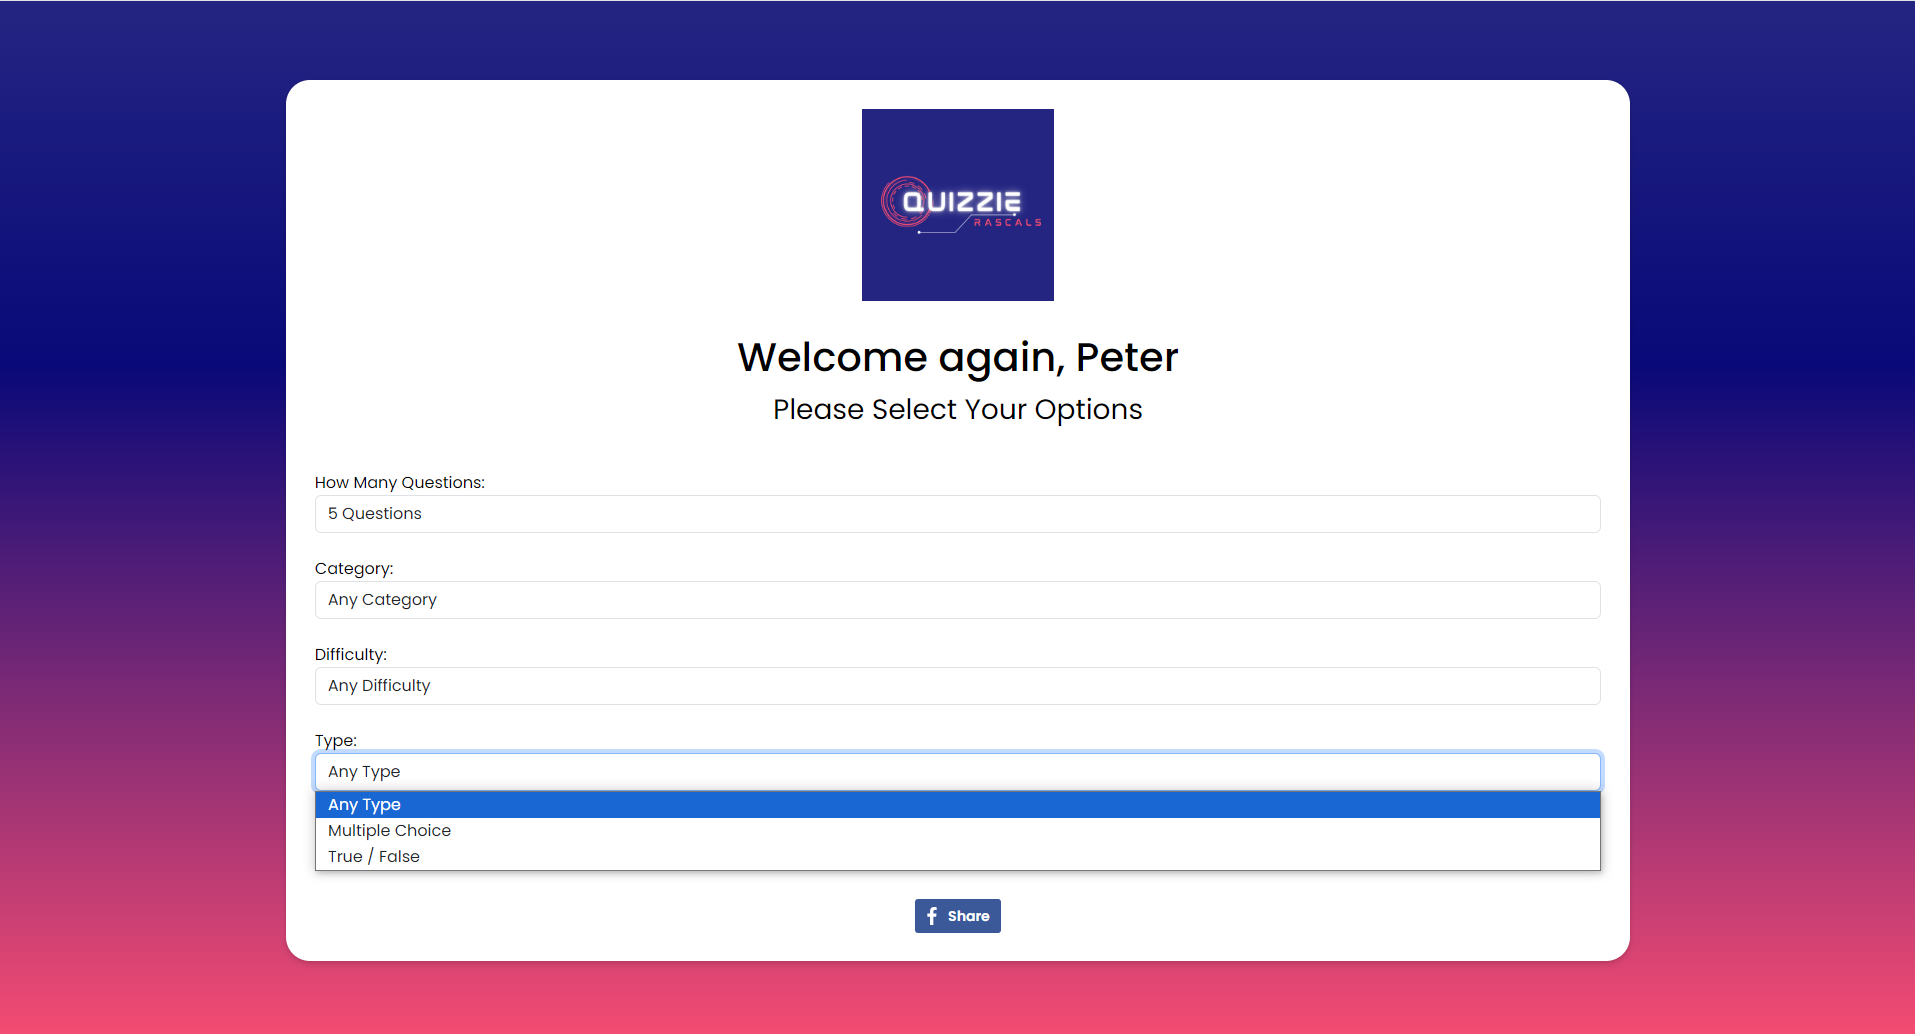 QUIZZIE
RASCALS
Welcome again, Peter
Please Select Your Options
How Many Questions:
5 Questions
Category:
Any Category
Difficulty:
Any Difficulty
Type:
Any Type
Any Type
Multiple Choice
True / False
Share